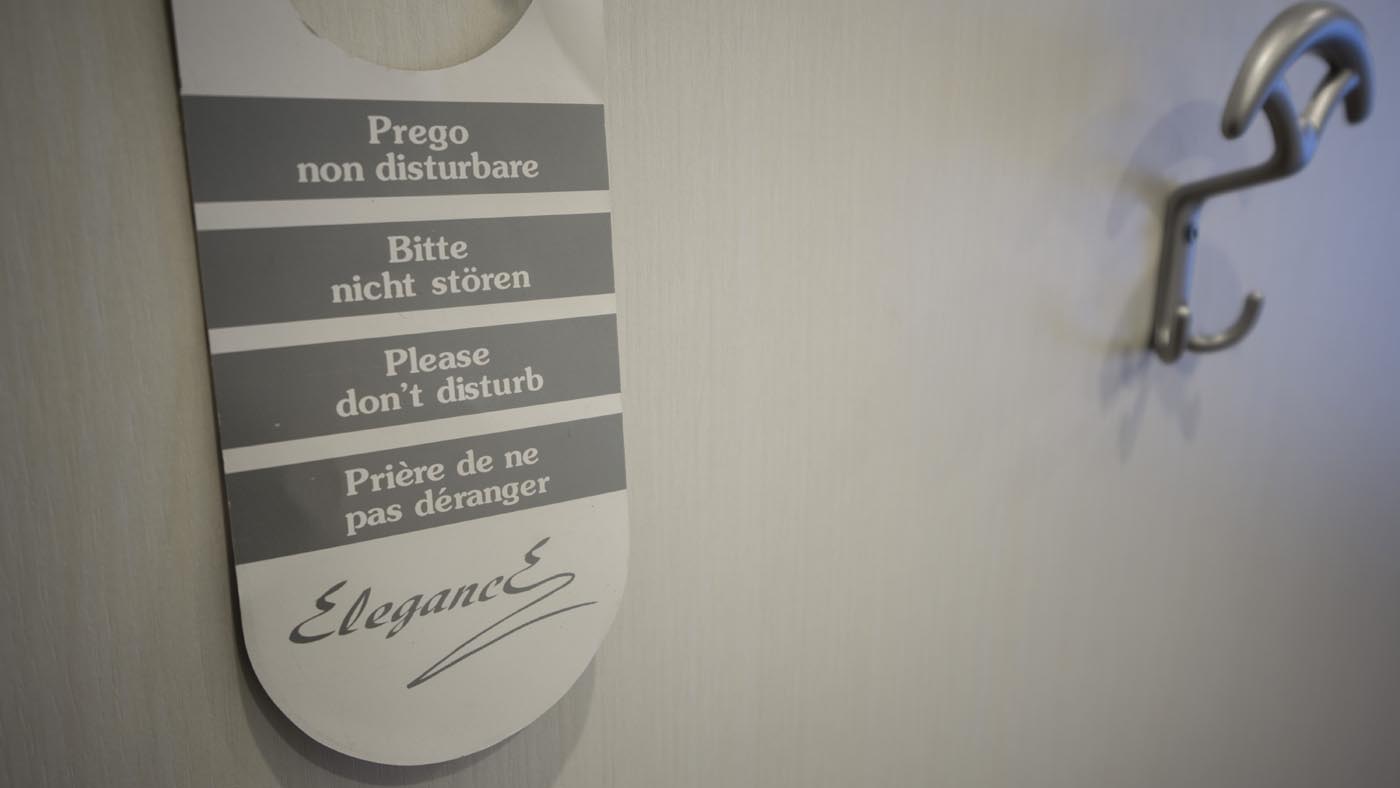 Prego
non disturbare
Bitte
nicht stören
Please
don't disturb
Prière de ne
pas déranger
ElegancE